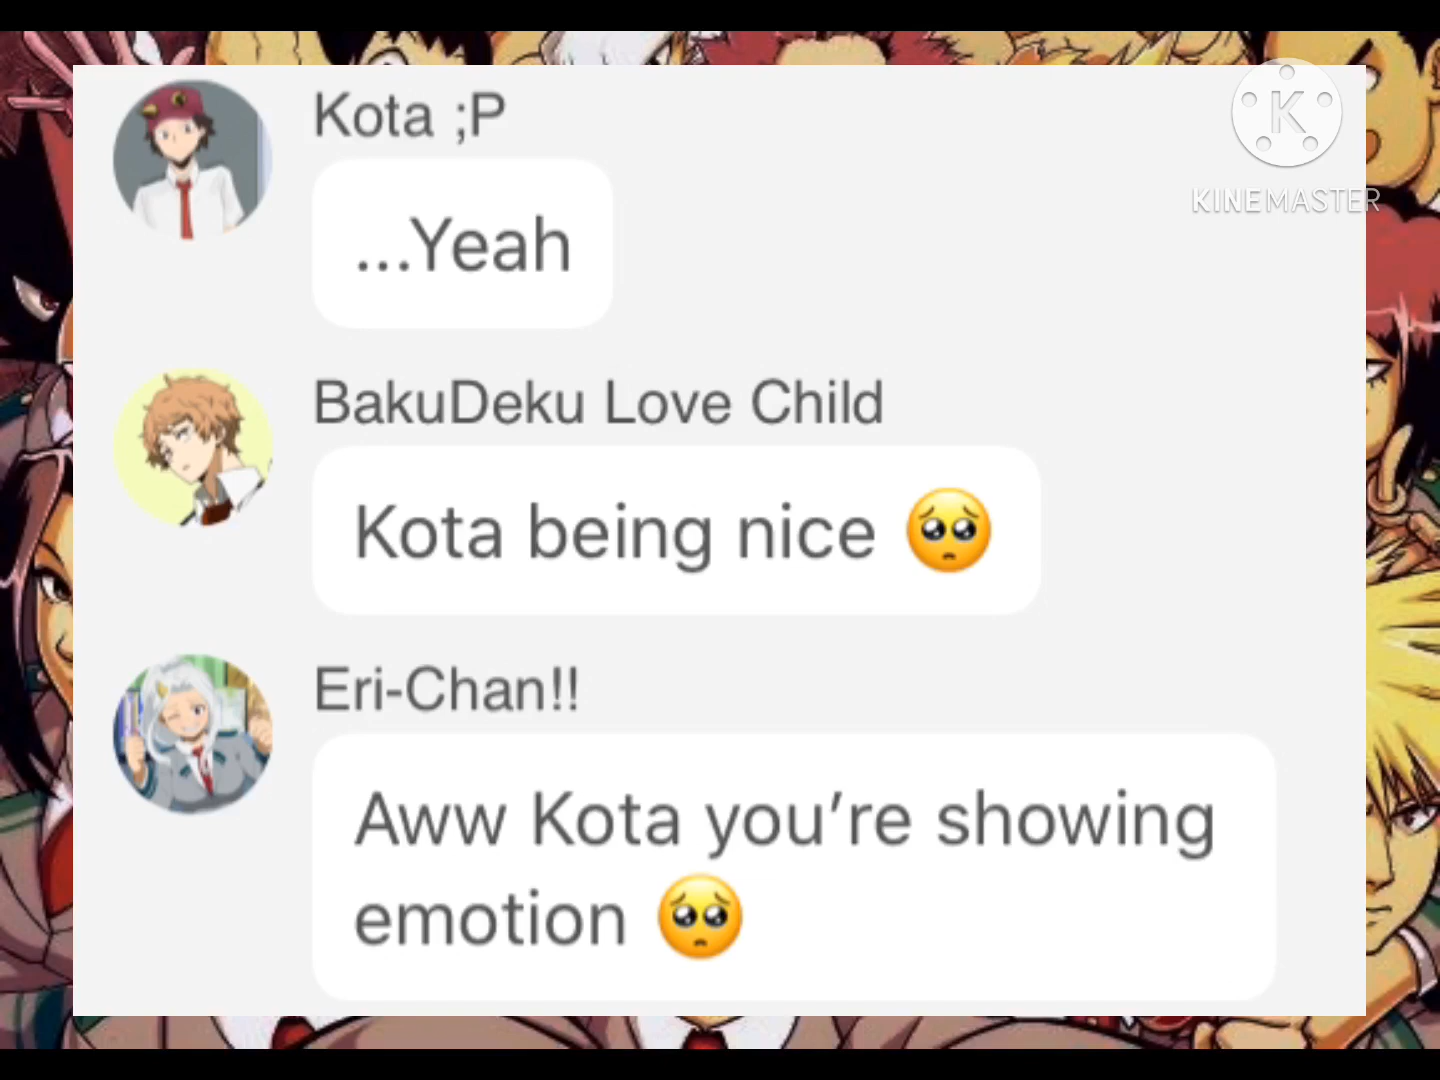 Kota ;P
...Yeah
BakuDeku Love Child
Kota being nice 🥺
Eri-Chan!!
Aww Kota you’re showing
emotion 🥺
K
KINEMASTER